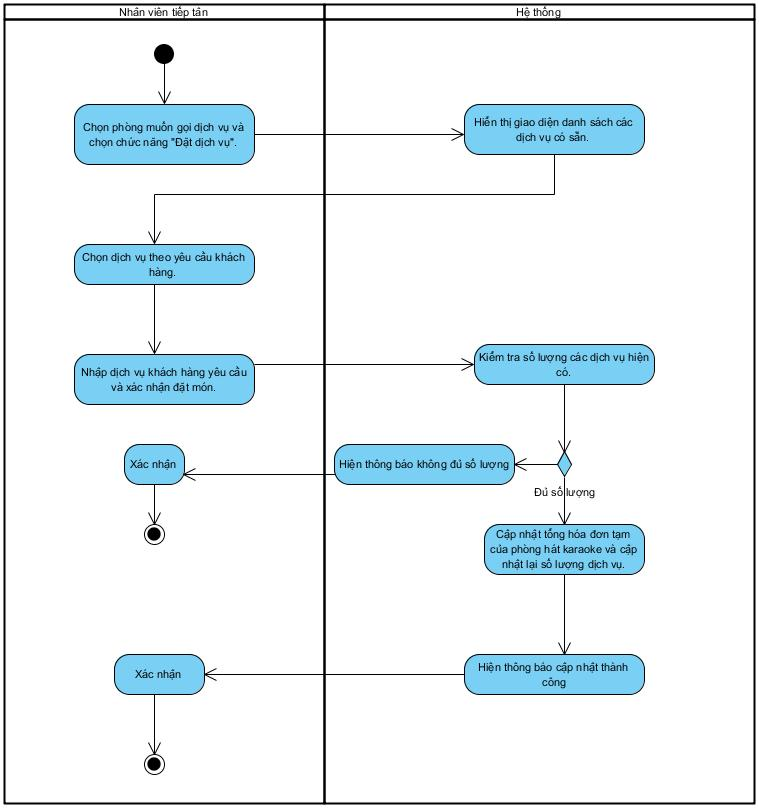 Nhân viên tiếp tân
Hệ thống
Chọn phòng muốn gọi dịch vụ và
chọn chức năng "Đặt dịch vụ".
Hiển thị giao diện danh sách các
dịch vụ có sẵn.
Chọn dịch vụ theo yêu cầu khách
hàng.
Nhập dịch vụ khách hàng yêu cầu
và xác nhận đặt món.
Kiểm tra số lượng các dịch vụ hiện
có.
Xác nhận
Hiện thông báo không đủ số lượng
Đủ số lượng
Cập nhật tổng hóa đơn tạm
của phòng hát karaoke và cập
nhật lại số lượng dịch vụ.
Xác nhận
Hiện thông báo cập nhật thành
công